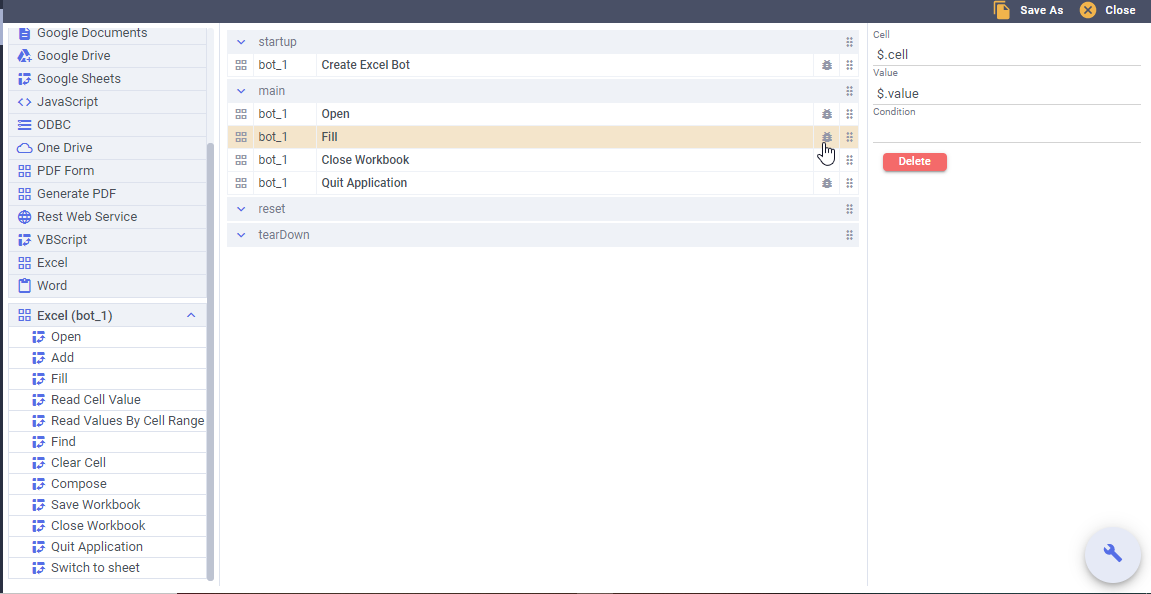 Save As
Close
Google Documents
Google Drive
Google Sheets
JavaScript
ODBC
One Drive
PDF Form
Generate PDF
Rest Web Service
VBScript
Excel
Word
Excel (bot_1)
Open
Add
Fill
Read Cell Value
Read Values By Cell Range
Find
Clear Cell
Compose
Save Workbook
Close Workbook
Quit Application
Switch to sheet
startup
bot_1 Create Excel Bot
main
bot_1 Open
bot_1 Fill
bot_1 Close Workbook
bot_1 Quit Application
reset
tearDown
Cell
$.cell
Value
$.value
Condition
Delete